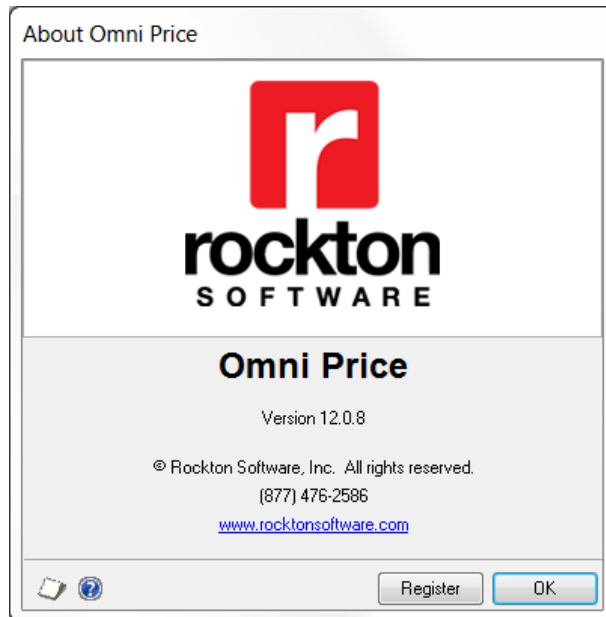 About Omni Price
r
rockton
SOFTWARE
Omni Price
Version 12.0.8
© Rockton Software, Inc. All rights reserved.
(877) 476-2586
www.rocktonsoftware.com
Register
OK